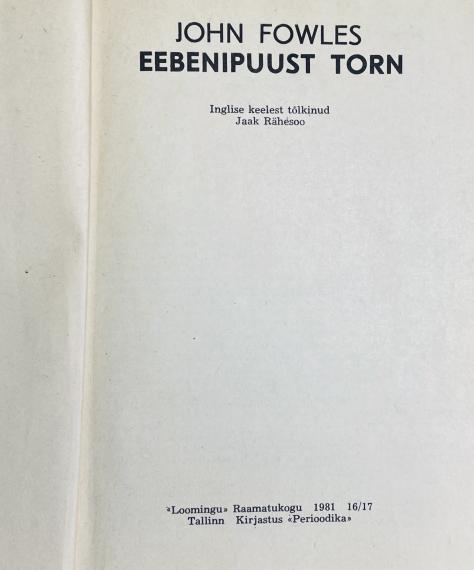 JOHN FOWLES
EEBENIPUUST TORN
Inglise keelest tõlkinud
Jaak Rähesoo
«Loomingu» Raamatukogu 1981 16/17
Tallinn Kirjastus «Perioodika»